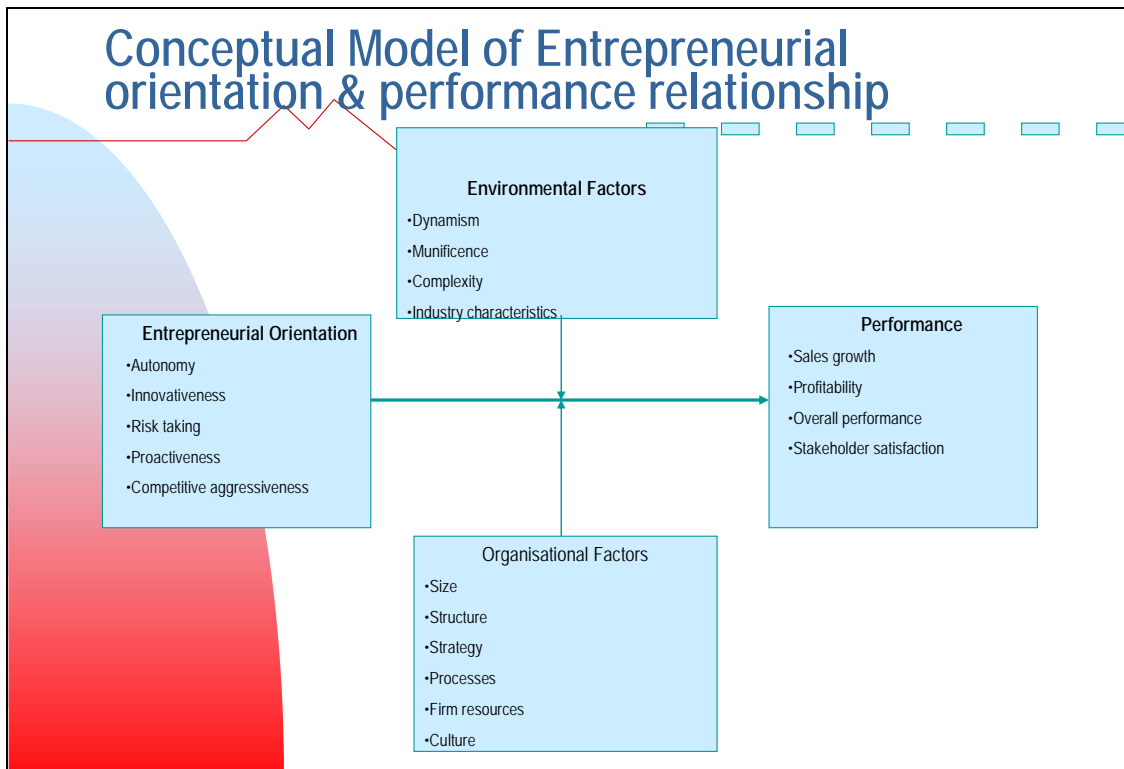 Conceptual Model of Entrepreneurial
orientation & performance relationship
Environmental Factors
•Dynamism
•Munificence
•Complexity
•Industry characteristics
Entrepreneurial Orientation
•Autonomy
•Innovativeness
•Risk taking
•Proactiveness
•Competitive aggressiveness
Performance
•Sales growth
•Profitability
•Overall performance
•Stakeholder satisfaction
Organisational Factors
•Size
•Structure
•Strategy
•Processes
•Firm resources
•Culture